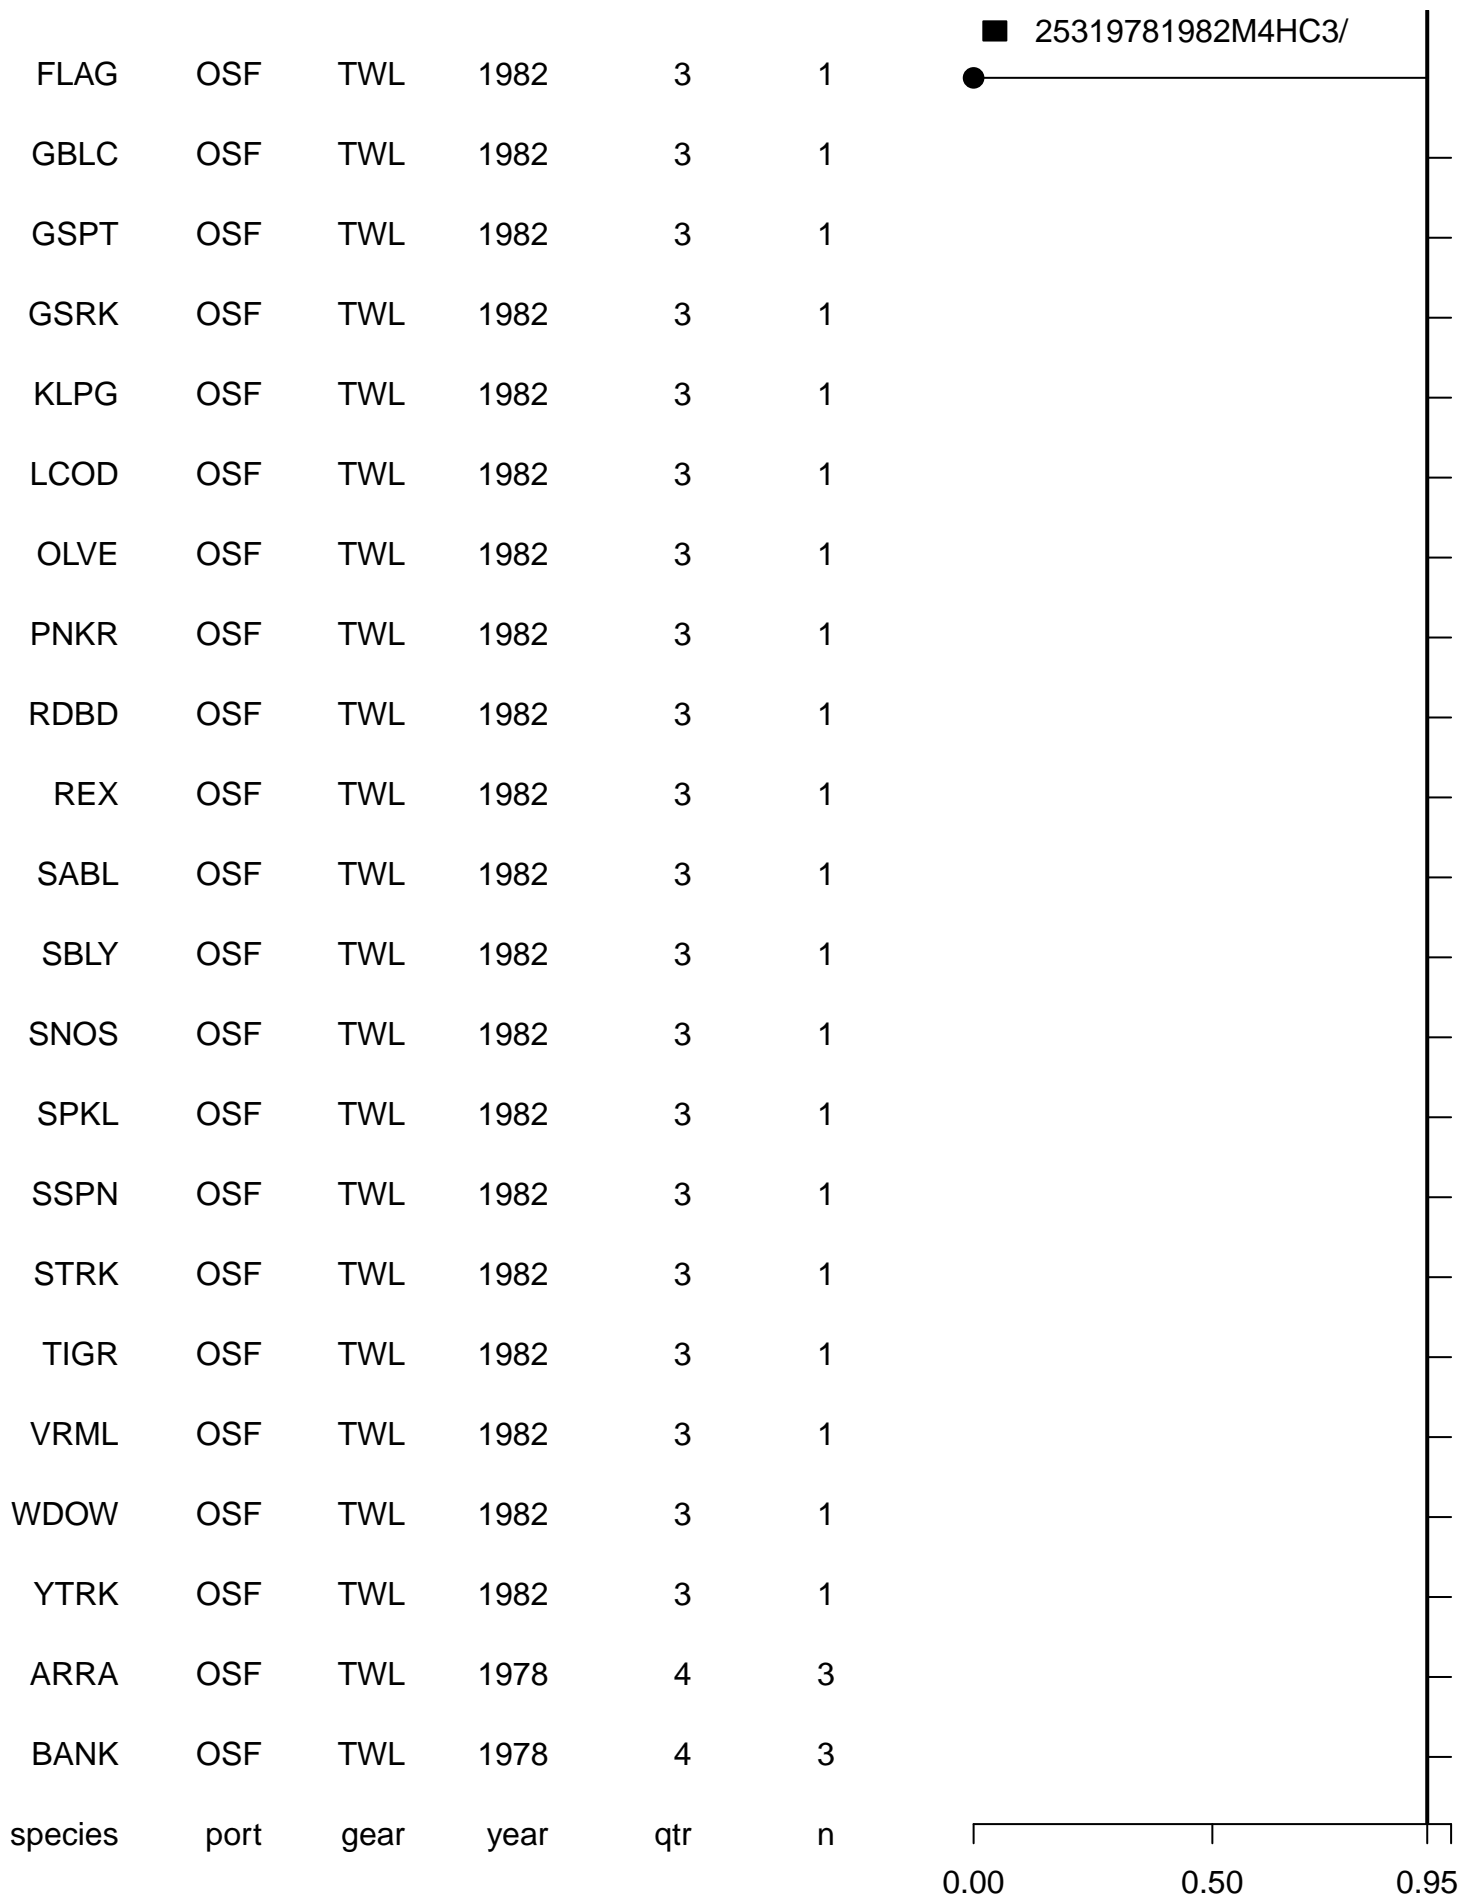 25319781982M4HC3/
FLAG OSF TWL 1982 3 1
GBLC OSF TWL 1982 3 1
GSPT OSF TWL 1982 3 1
GSRK OSF TWL 1982 3 1
KLPG OSF TWL 1982 3 1
LCOD OSF TWL 1982 3 1
OLVE OSF TWL 1982 3 1
PNKR OSF TWL 1982 3 1
RDBD OSF TWL 1982 3 1
REX OSF TWL 1982 3 1
SABL OSF TWL 1982 3 1
SBLY OSF TWL 1982 3 1
SNOS OSF TWL 1982 3 1
SPKL OSF TWL 1982 3 1
SSPN OSF TWL 1982 3 1
STRK OSF TWL 1982 3 1
TIGR OSF TWL 1982 3 1
VRML OSF TWL 1982 3 1
WDOW OSF TWL 1982 3 1
YTRK OSF TWL 1982 3 1
ARRA OSF TWL 1978 4 3
BANK OSF TWL 1978 4 3
species port gear year qtr n
0.00 0.50 0.95